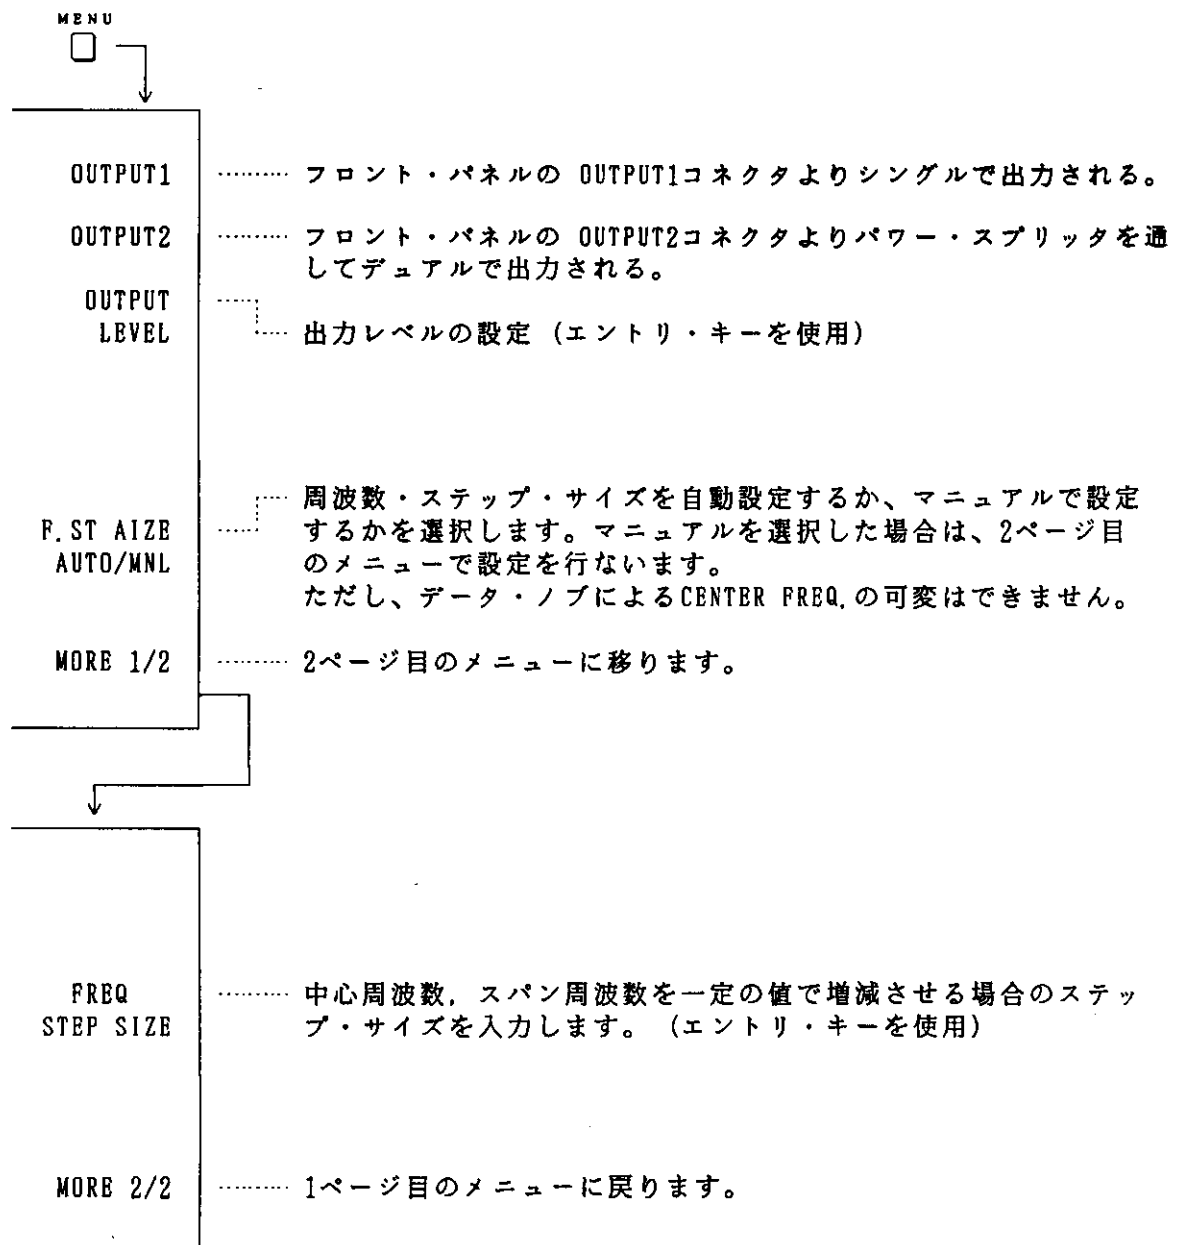 MENU
OUTPUT1 ……… フロント・パネルの OUTPUT1コネクタよりシングルで出力される。
OUTPUT2 ……… フロント・パネルの OUTPUT2コネクタよりパワー・スプリッタを通
してデュアルで出力される。
OUTPUT
LEVEL …… 出力レベルの設定 (エントリ・キーを使用)
周波数・ステップ・サイズを自動設定するか、マニュアルで設定
F.ST AIZE するかを選択します。マニュアルを選択した場合は、2ページ目
AUTO/MNL のメニューで設定を行ないます。
ただし、データ・ノブによるCENTER FREQ.の可変はできません。
MORE 1/2 ……… 2ページ目のメニューに移ります。
FREQ ……… 中心周波数, スパン周波数を一定の値で増減させる場合のステッ
STEP SIZE プ・サイズを入力します。 (エントリ・キーを使用)
MORE 2/2 ……… 1ページ目のメニューに戻ります。